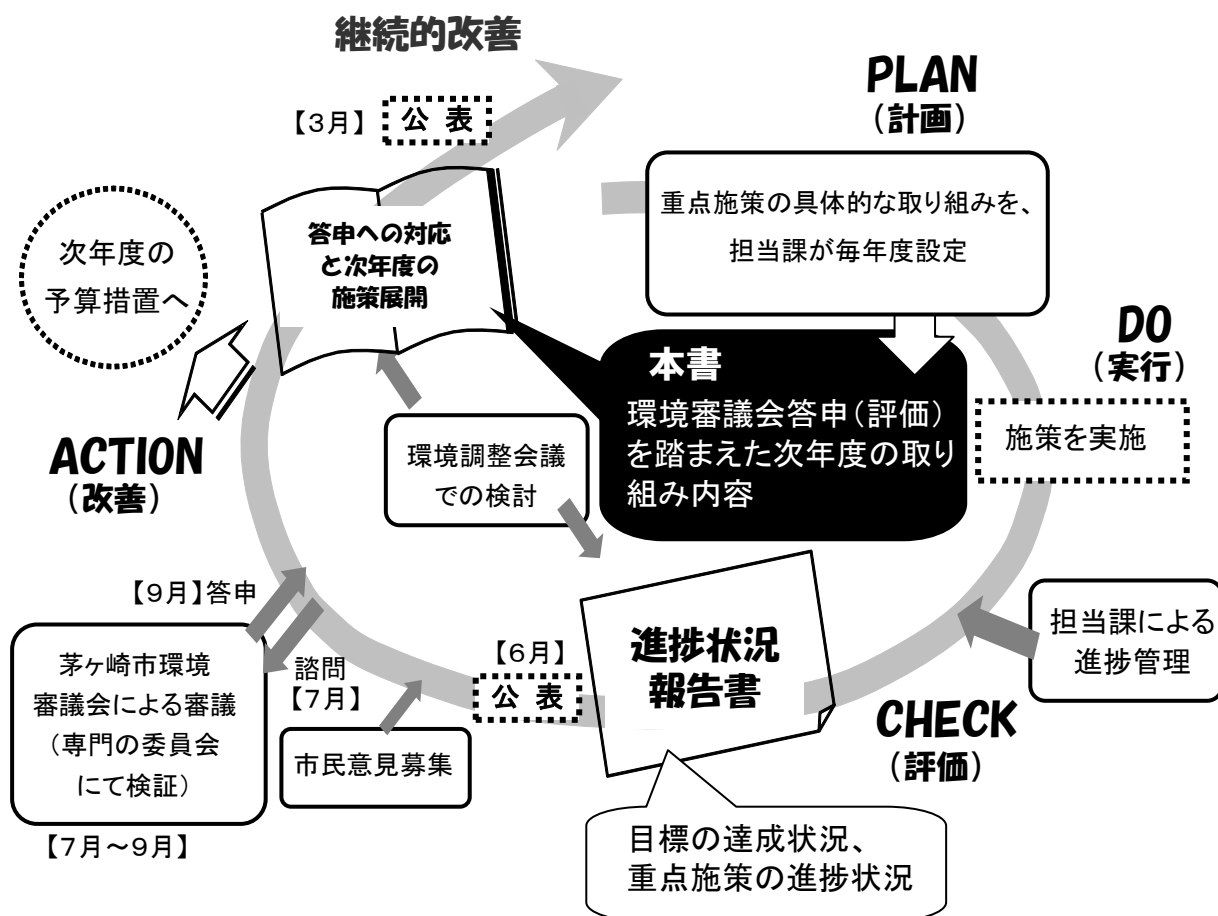 継続的改善
【3月】
公 表
PLAN
（計画）
重点施策の具体的な取り組みを、
担当課が毎年度設定
答申への対応
と次年度の
施策展開
次年度の
予算措置へ
DO
（実行）
施策を実施
本書
環境審議会答申（評価）
を踏まえた次年度の取り
組み内容
ACTION
（改善）
環境調整会議
での検討
【9月】答申
茅ヶ崎市環境
審議会による審議
（専門の委員会
にて検証）
【7月～9月】
諮問
【7月】
市民意見募集
【6月】
公 表
進捗状況
報告書
担当課による
進捗管理
CHECK
（評価）
目標の達成状況、
重点施策の進捗状況